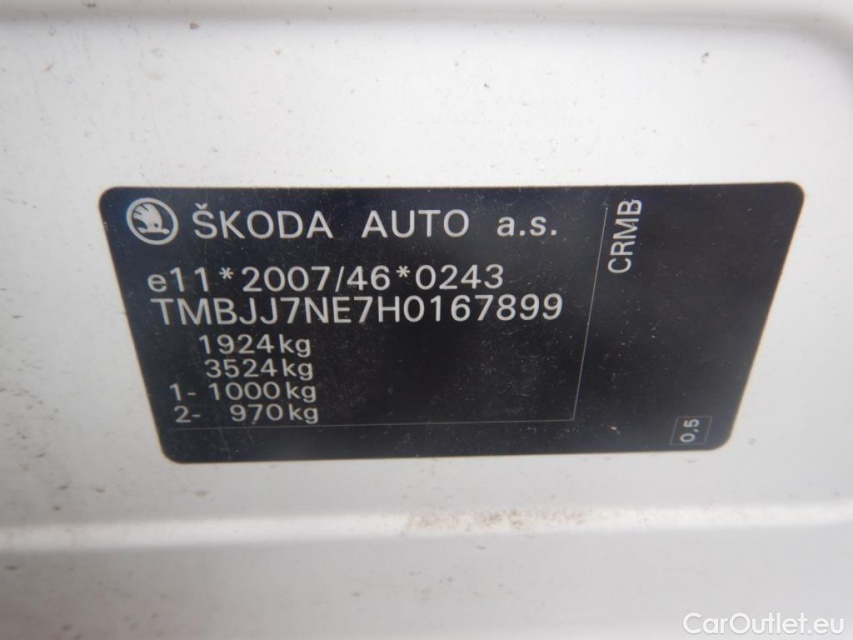 ŠKODA AUTO a.s.
e11*2007/46*0243
TMBJJ7NE7H0167899
1924kg
3524kg
1- 1000kg
2- 970kg
CRMB
0,5
CarOutlet.eu